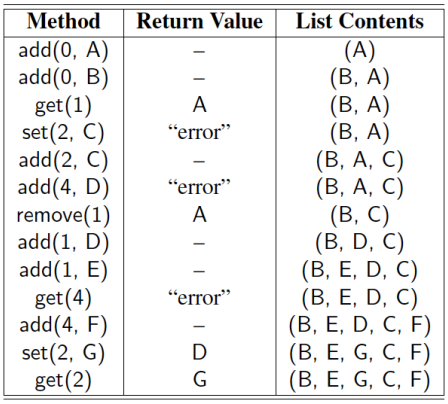 Method Return Value List Contents
add(0, A) – (A)
add(0, B) – (B, A)
get(1) A (B, A)
set(2, C) “error” (B, A)
add(2, C) – (B, A, C)
add(4, D) “error” (B, A, C)
remove(1) A (B, C)
add(1, D) – (B, D, C)
add(1, E) – (B, E, D, C)
get(4) “error” (B, E, D, C)
add(4, F) – (B, E, D, C, F)
set(2, G) D (B, E, G, C, F)
get(2) G (B, E, G, C, F)